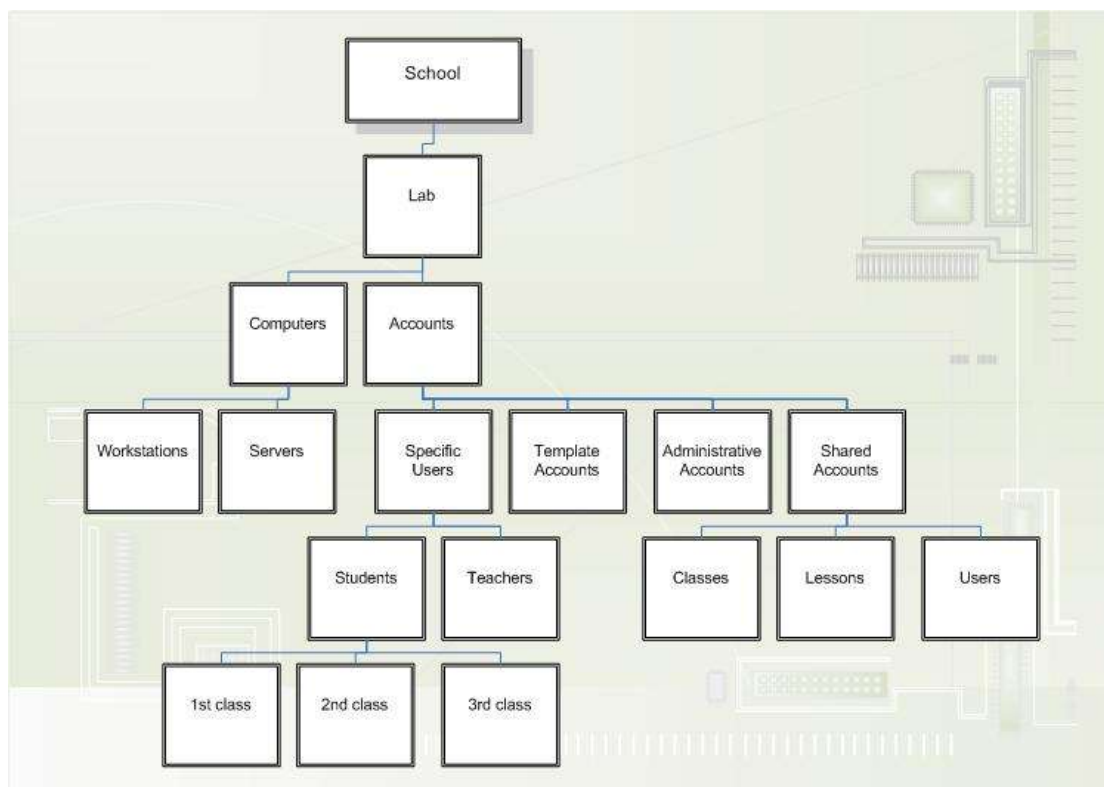 School
Lab
Computers
Accounts
Workstations
Servers
Specific
Users
Template
Accounts
Administrative
Accounts
Shared
Accounts
Students
Teachers
Classes
Lessons
Users
1st class
2nd class
3rd class